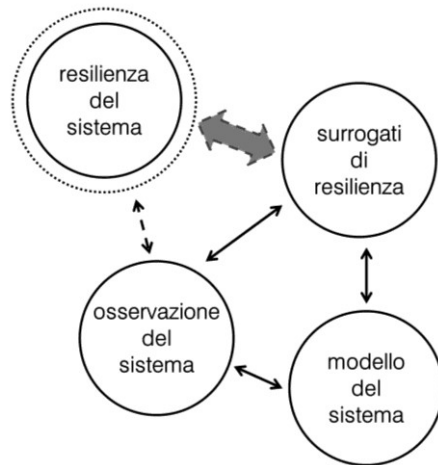 resilienza
del
sistema
surrogati
di
resilienza
osservazione
del
sistema
modello
del
sistema